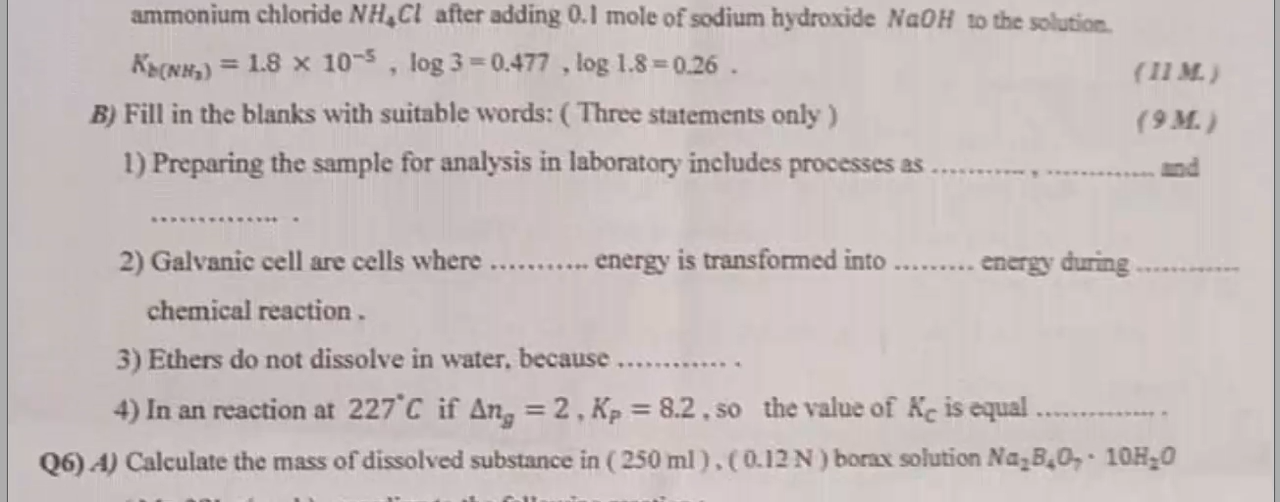 ammonium chloride NH₄Cl after adding 0.1 mole of sodium hydroxide NaOH to the solution.
K_b(NH₃) = 1.8 × 10⁻⁵ , log 3 = 0.477 , log 1.8 = 0.26 . (11 M.)
B) Fill in the blanks with suitable words: ( Three statements only ) (9 M.)
1) Preparing the sample for analysis in laboratory includes processes as ............ , .............. and
............... .
2) Galvanic cell are cells where ........... energy is transformed into ......... energy during ............
chemical reaction .
3) Ethers do not dissolve in water, because ............. .
4) In an reaction at 227°C if Δn_g = 2 , K_P = 8.2 , so the value of K_C is equal ............... .
Q6) A) Calculate the mass of dissolved substance in ( 250 ml ) , ( 0.12 N ) borax solution Na₂B₄O₇ · 10H₂O